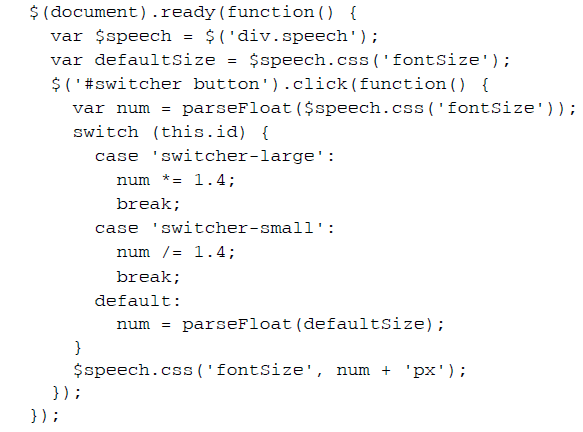 $(document).ready(function() {
  var $speech = $('div.speech');
  var defaultSize = $speech.css('fontSize');
  $('#switcher button').click(function() {
    var num = parseFloat($speech.css('fontSize'));
    switch (this.id) {
      case 'switcher-large':
        num *= 1.4;
        break;
      case 'switcher-small':
        num /= 1.4;
        break;
      default:
        num = parseFloat(defaultSize);
    }
    $speech.css('fontSize', num + 'px');
  });
});